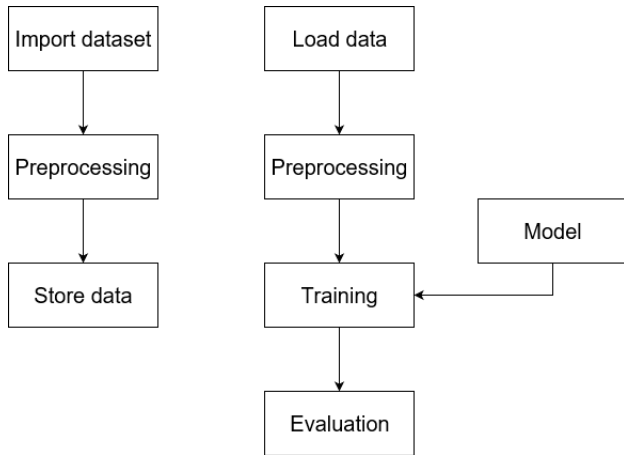 Import dataset
Load data
Preprocessing
Preprocessing
Model
Store data
Training
Evaluation